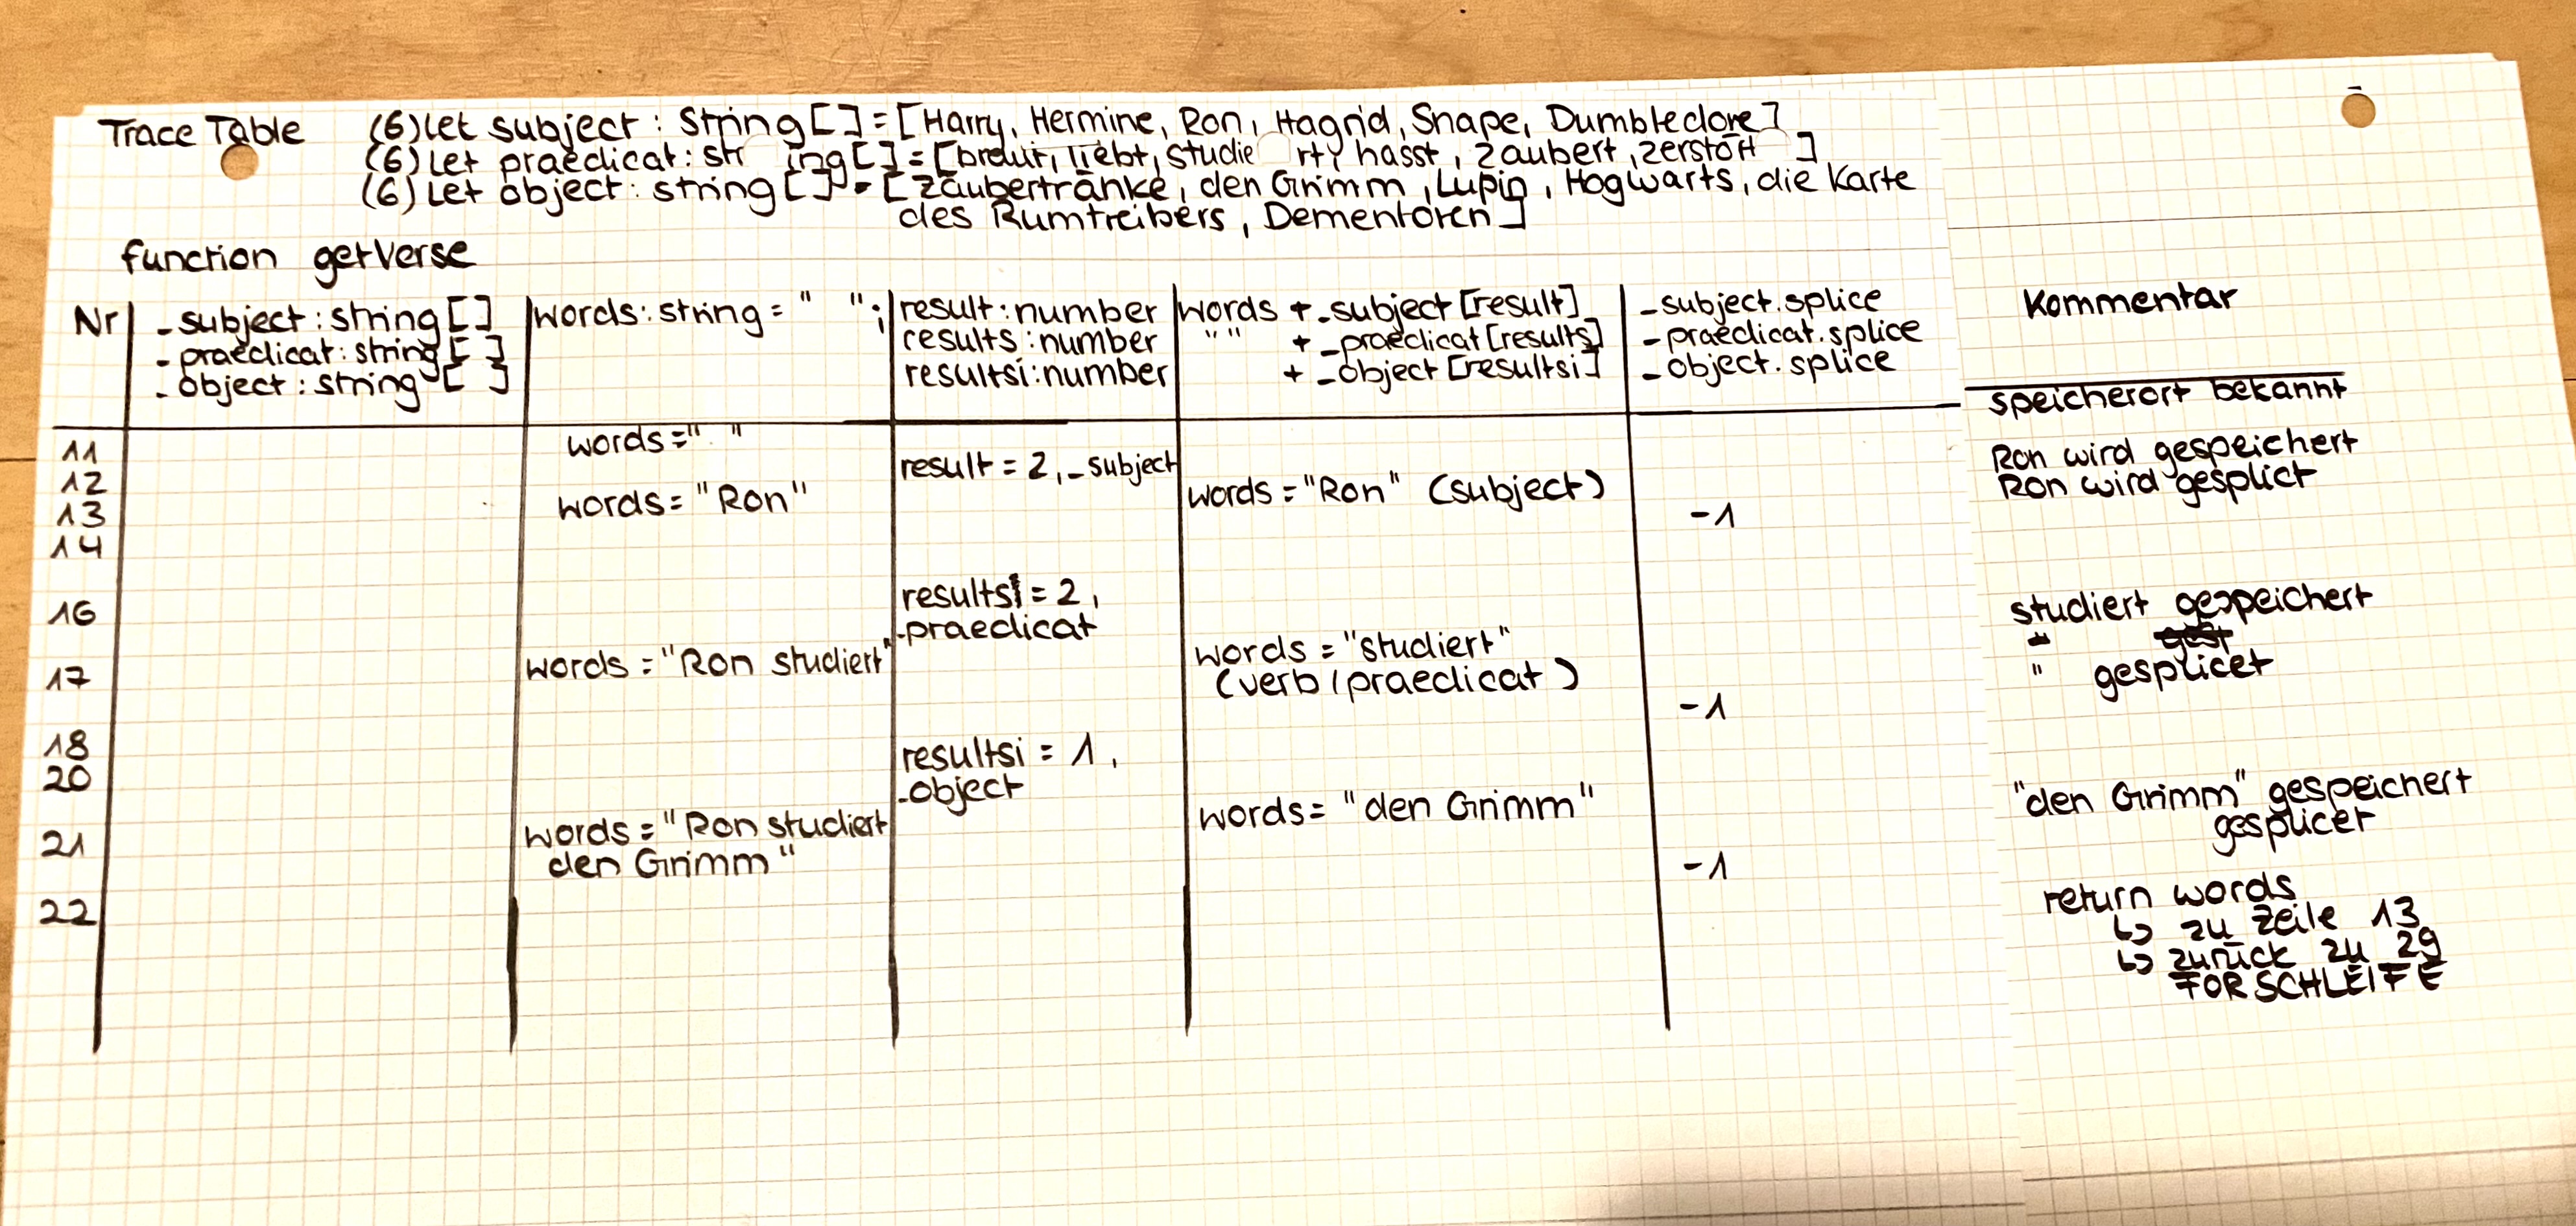 Trace Table
(6) let subject : string [ ] = [ Harry, Hermine, Ron, Hagrid, Snape, Dumbledore ]
(6) Let praedicat : str ing [ ] = [ braut, liebt, studie rt, hasst, zaubert, zerstört ]
(6) Let object : string [ ] = [ Zaubertränke, den Grimm, Lupin, Hogwarts, die Karte
des Rumtreibers, Dementoren ]
function getVerse
Nr
_subject : string [ ]
_praedicat : string [ ]
_object : string [ ]
words : string = " " ;
result : number
results : number
resultsi : number
words + _subject [result]
" " + _praedicat [results]
+ _object [resultsi]
_subject.splice
_praedicat.splice
_object.splice
Kommentar
speicherort bekannt
11
words = " "
12
result = 2, _subject
Ron wird gespeichert
13
words = "Ron"
words = "Ron" (subject)
Ron wird gesplict
14
-1
16
results = 2,
_praedicat
studiert gespeichert
17
words = "Ron studiert"
words = "studiert"
(verb / praedicat)
" gesplicet
18
-1
20
resultsi = 1,
_object
"den Grimm" gespeichert
gesplicet
21
words = "Ron studiert
den Grimm"
words = "den Grimm"
22
-1
return words
↳ zu Zeile 13
↳ zurück zu 29
FOR SCHLEIFE